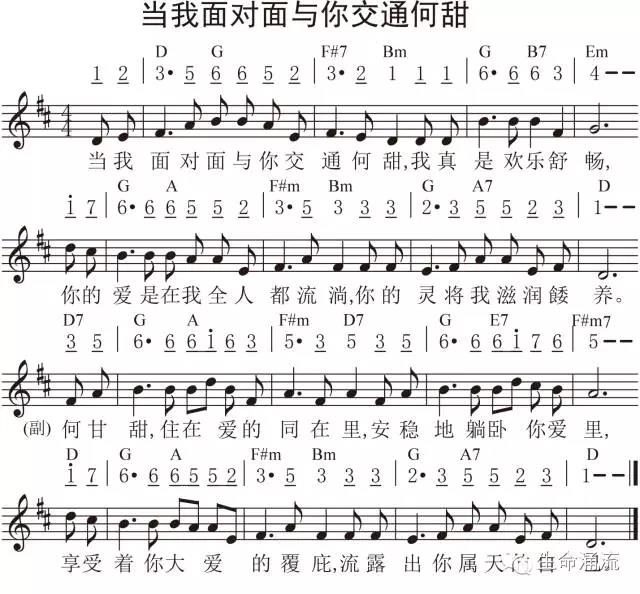 当我面对面与你交通何甜
D G F#7 Bm G B7 Em
1 2 | 3• 5 6 6 5 2 | 3• 2 1 1 1 | 6• 6 6 3 | 4--
4 4
当我 面对面与你交 通何甜,我真 是欢乐舒 畅,
G A F#m Bm G A7 D
i 7 | 6• 6 6 5 5 2 | 3• 5 3 3 3 | 2• 3 5 5 2 3 | 1--
你的 爱是在我全人 都流淌,你的 灵将我滋润餧 养。
D7 G A F#m D7 G E7 F#m7
3 5 | 6• 6 6 i 6 3 | 5• 3 5 3 5 | 6• 6 6 i 7 6 | 5--
(副) 何甘 甜,住在爱的 同在里,安稳 地躺卧 你爱里,
D G A F#m Bm G A7 D
i 7 | 6• 6 6 5 5 2 | 3• 5 3 3 3 | 2• 3 5 5 2 3 | 1--
享受 着你大爱 的覆庇,流露 出你属天
生命涌流